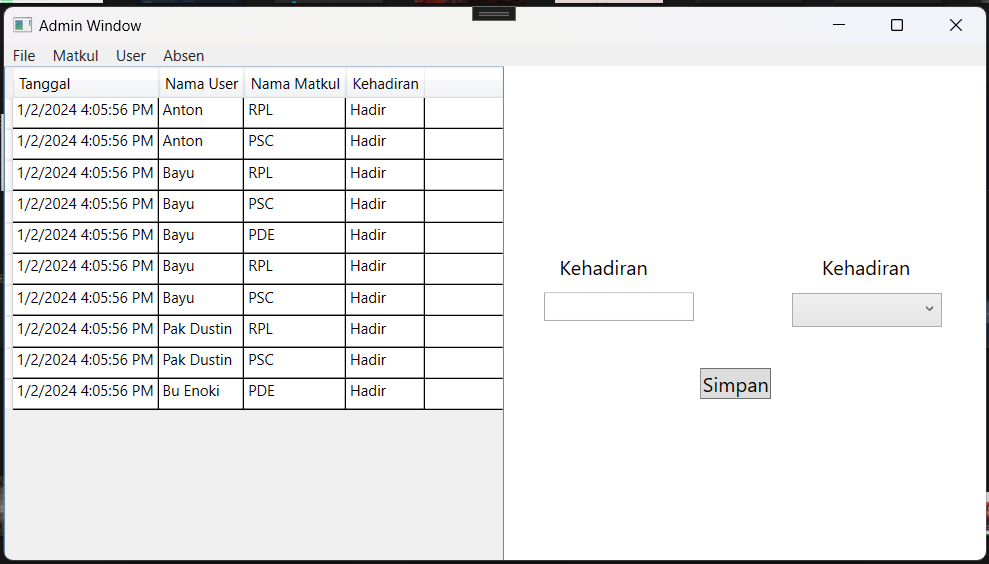 Admin Window
File Matkul User Absen
Tanggal Nama User Nama Matkul Kehadiran
1/2/2024 4:05:56 PM Anton RPL Hadir
1/2/2024 4:05:56 PM Anton PSC Hadir
1/2/2024 4:05:56 PM Bayu RPL Hadir
1/2/2024 4:05:56 PM Bayu PSC Hadir
1/2/2024 4:05:56 PM Bayu PDE Hadir
1/2/2024 4:05:56 PM Bayu RPL Hadir
1/2/2024 4:05:56 PM Bayu PSC Hadir
1/2/2024 4:05:56 PM Pak Dustin RPL Hadir
1/2/2024 4:05:56 PM Pak Dustin PSC Hadir
1/2/2024 4:05:56 PM Bu Enoki PDE Hadir
Kehadiran Kehadiran
Simpan